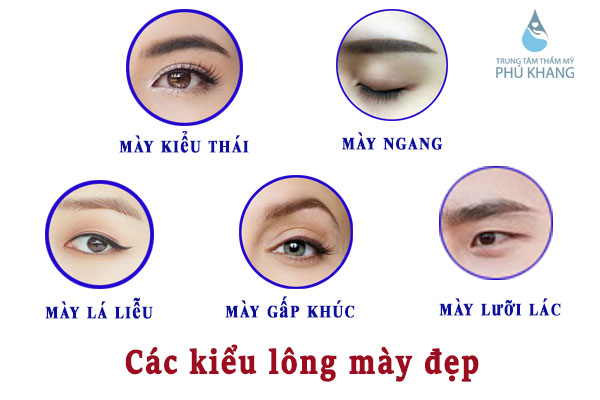 TRUNG TÂM THẨM MỸ
PHÚ KHANG
MÀY KIỂU THÁI
MÀY NGANG
MÀY LÁ LIỄU
MÀY GẤP KHÚC
MÀY LƯỠI LÁC
Các kiểu lông mày đẹp